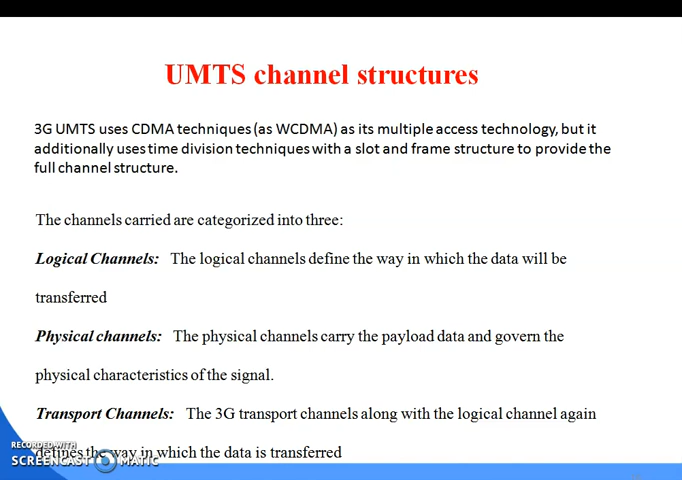 UMTS channel structures
3G UMTS uses CDMA techniques (as WCDMA) as its multiple access technology, but it
additionally uses time division techniques with a slot and frame structure to provide the
full channel structure.
The channels carried are categorized into three:
Logical Channels: The logical channels define the way in which the data will be
transferred
Physical channels: The physical channels carry the payload data and govern the
physical characteristics of the signal.
Transport Channels: The 3G transport channels along with the logical channel again
defines the way in which the data is transferred
RECORDED WITH
SCREENCAST MATIC